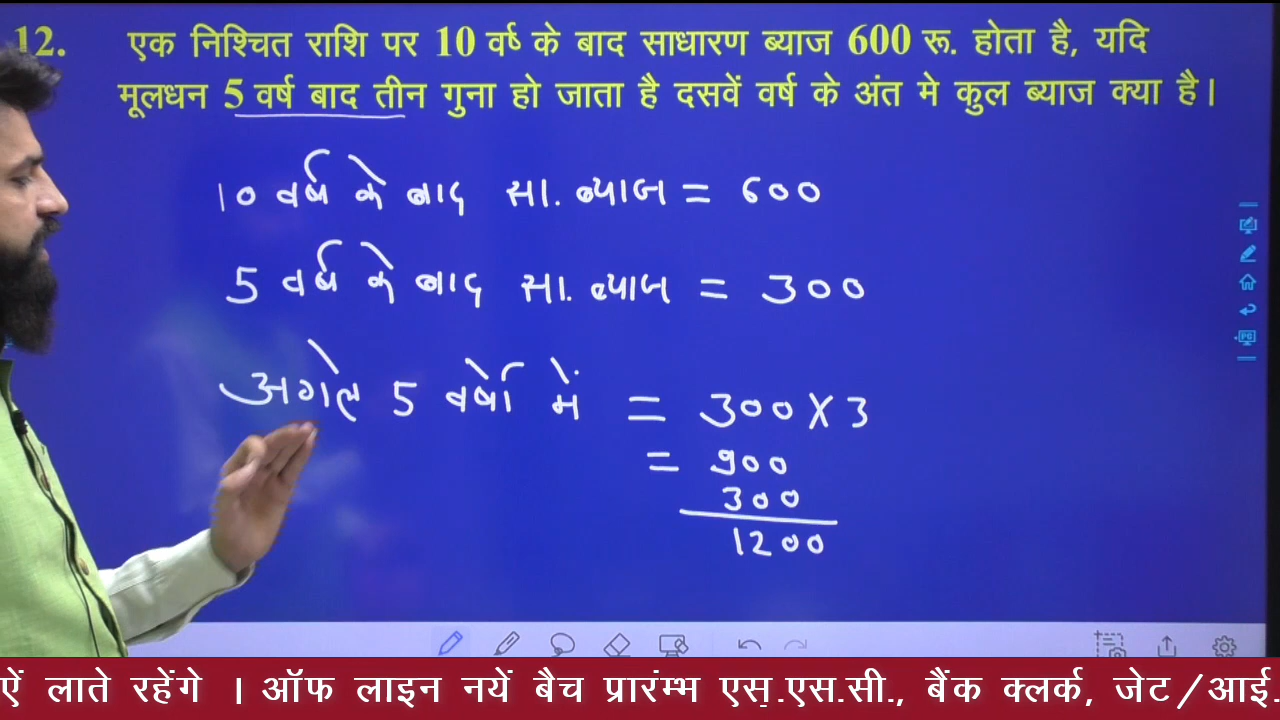 12. एक निश्चित राशि पर 10 वर्ष के बाद साधारण ब्याज 600 रू. होता है, यदि
मूलधन 5 वर्ष बाद तीन गुना हो जाता है दसवें वर्ष के अंत मे कुल ब्याज क्या है।
10 वर्ष के बाद सा. ब्याज = 600
5 वर्ष के बाद सा. ब्याज = 300
अगले 5 वर्षो में = 300 X 3
= 900
300
1200
ऐं लाते रहेंगे । ऑफ लाइन नयें बैच प्रारंम्भ एस.एस.सी., बैंक क्लर्क, जेट/आई.